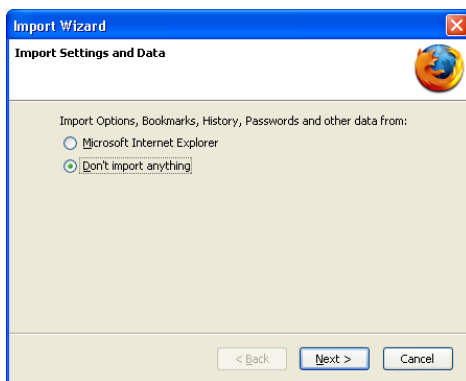 Import Wizard
Import Settings and Data
Import Options, Bookmarks, History, Passwords and other data from:
Microsoft Internet Explorer
Don't import anything
< Back Next > Cancel